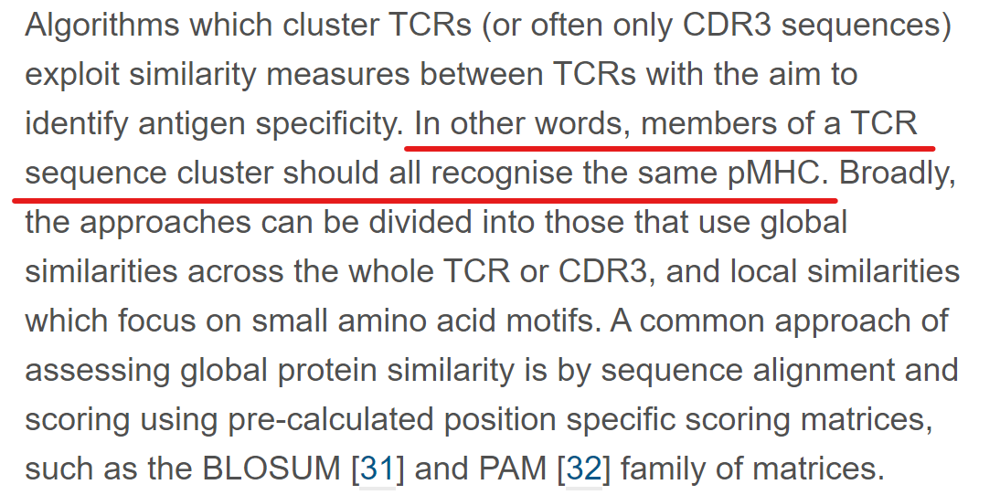 Algorithms which cluster TCRs (or often only CDR3 sequences)
exploit similarity measures between TCRs with the aim to
identify antigen specificity. In other words, members of a TCR
sequence cluster should all recognise the same pMHC. Broadly,
the approaches can be divided into those that use global
similarities across the whole TCR or CDR3, and local similarities
which focus on small amino acid motifs. A common approach of
assessing global protein similarity is by sequence alignment and
scoring using pre-calculated position specific scoring matrices,
such as the BLOSUM [31] and PAM [32] family of matrices.